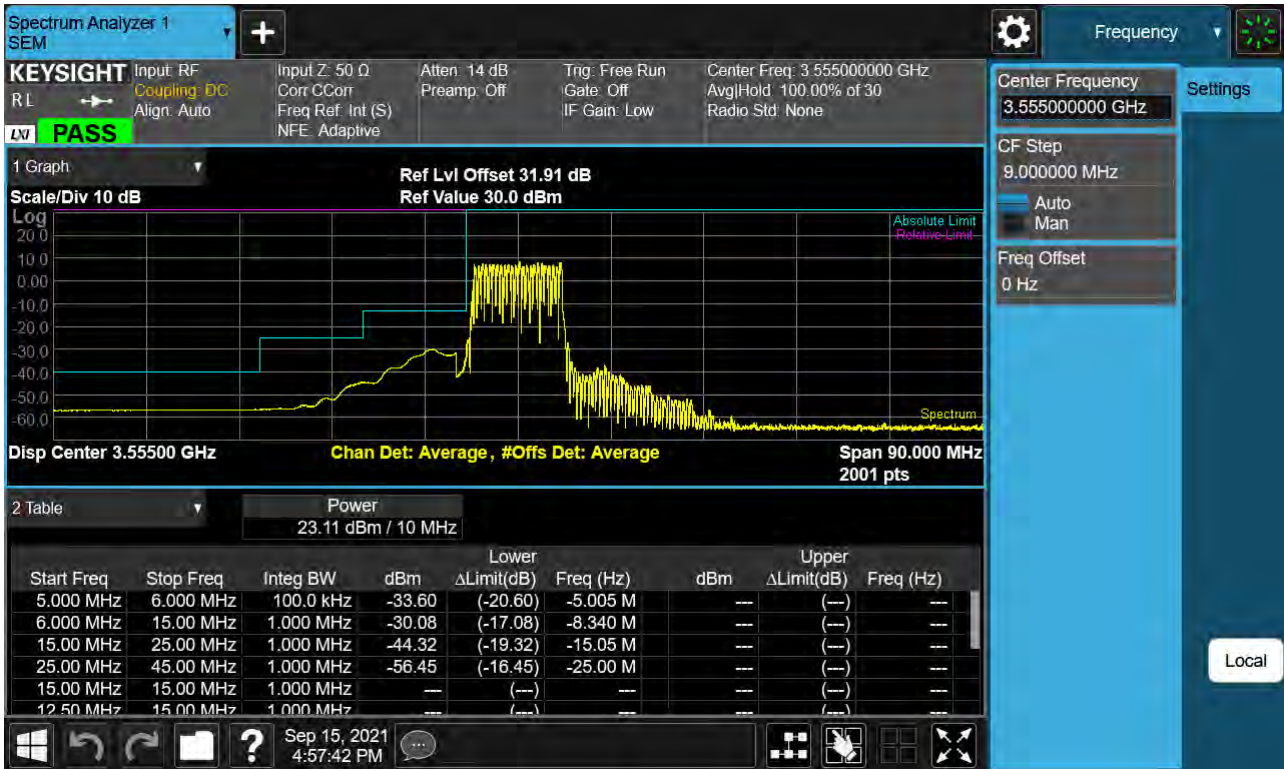 Spectrum Analyzer 1
SEM
Frequency
KEYSIGHT
R L
LXI PASS
Input: RF
Coupling: DC
Align: Auto
Input Z: 50 Ω
Corr CCorr
Freq Ref: Int (S)
NFE: Adaptive
Atten: 14 dB
Preamp: Off
Trig: Free Run
Gate: Off
IF Gain: Low
Center Freq: 3.555000000 GHz
Avg|Hold: 100.00% of 30
Radio Std: None
Center Frequency
3.555000000 GHz
Settings
CF Step
9.000000 MHz
Auto
Man
Freq Offset
0 Hz
Local
1 Graph
Ref Lvl Offset 31.91 dB
Scale/Div 10 dB
Ref Value 30.0 dBm
Log
Absolute Limit
Relative Limit
20.0
10.0
0.00
-10.0
-20.0
-30.0
-40.0
-50.0
-60.0
Spectrum
Disp Center 3.55500 GHz
Chan Det: Average, #Offs Det: Average
Span 90.000 MHz
2001 pts
2 Table
Power
23.11 dBm / 10 MHz
Lower Upper
Start Freq Stop Freq Integ BW dBm ΔLimit(dB) Freq (Hz) dBm ΔLimit(dB) Freq (Hz)
5.000 MHz 6.000 MHz 100.0 kHz -33.60 (-20.60) -5.005 M --- (---) ---
6.000 MHz 15.00 MHz 1.000 MHz -30.08 (-17.08) -8.340 M --- (---) ---
15.00 MHz 25.00 MHz 1.000 MHz -44.32 (-19.32) -15.05 M --- (---) ---
25.00 MHz 45.00 MHz 1.000 MHz -56.45 (-16.45) -25.00 M --- (---) ---
15.00 MHz 15.00 MHz 1.000 MHz --- (---) --- --- (---) ---
12.50 MHz 15.00 MHz 1.000 MHz --- (---) --- --- (---) ---
Sep 15, 2021
4:57:42 PM